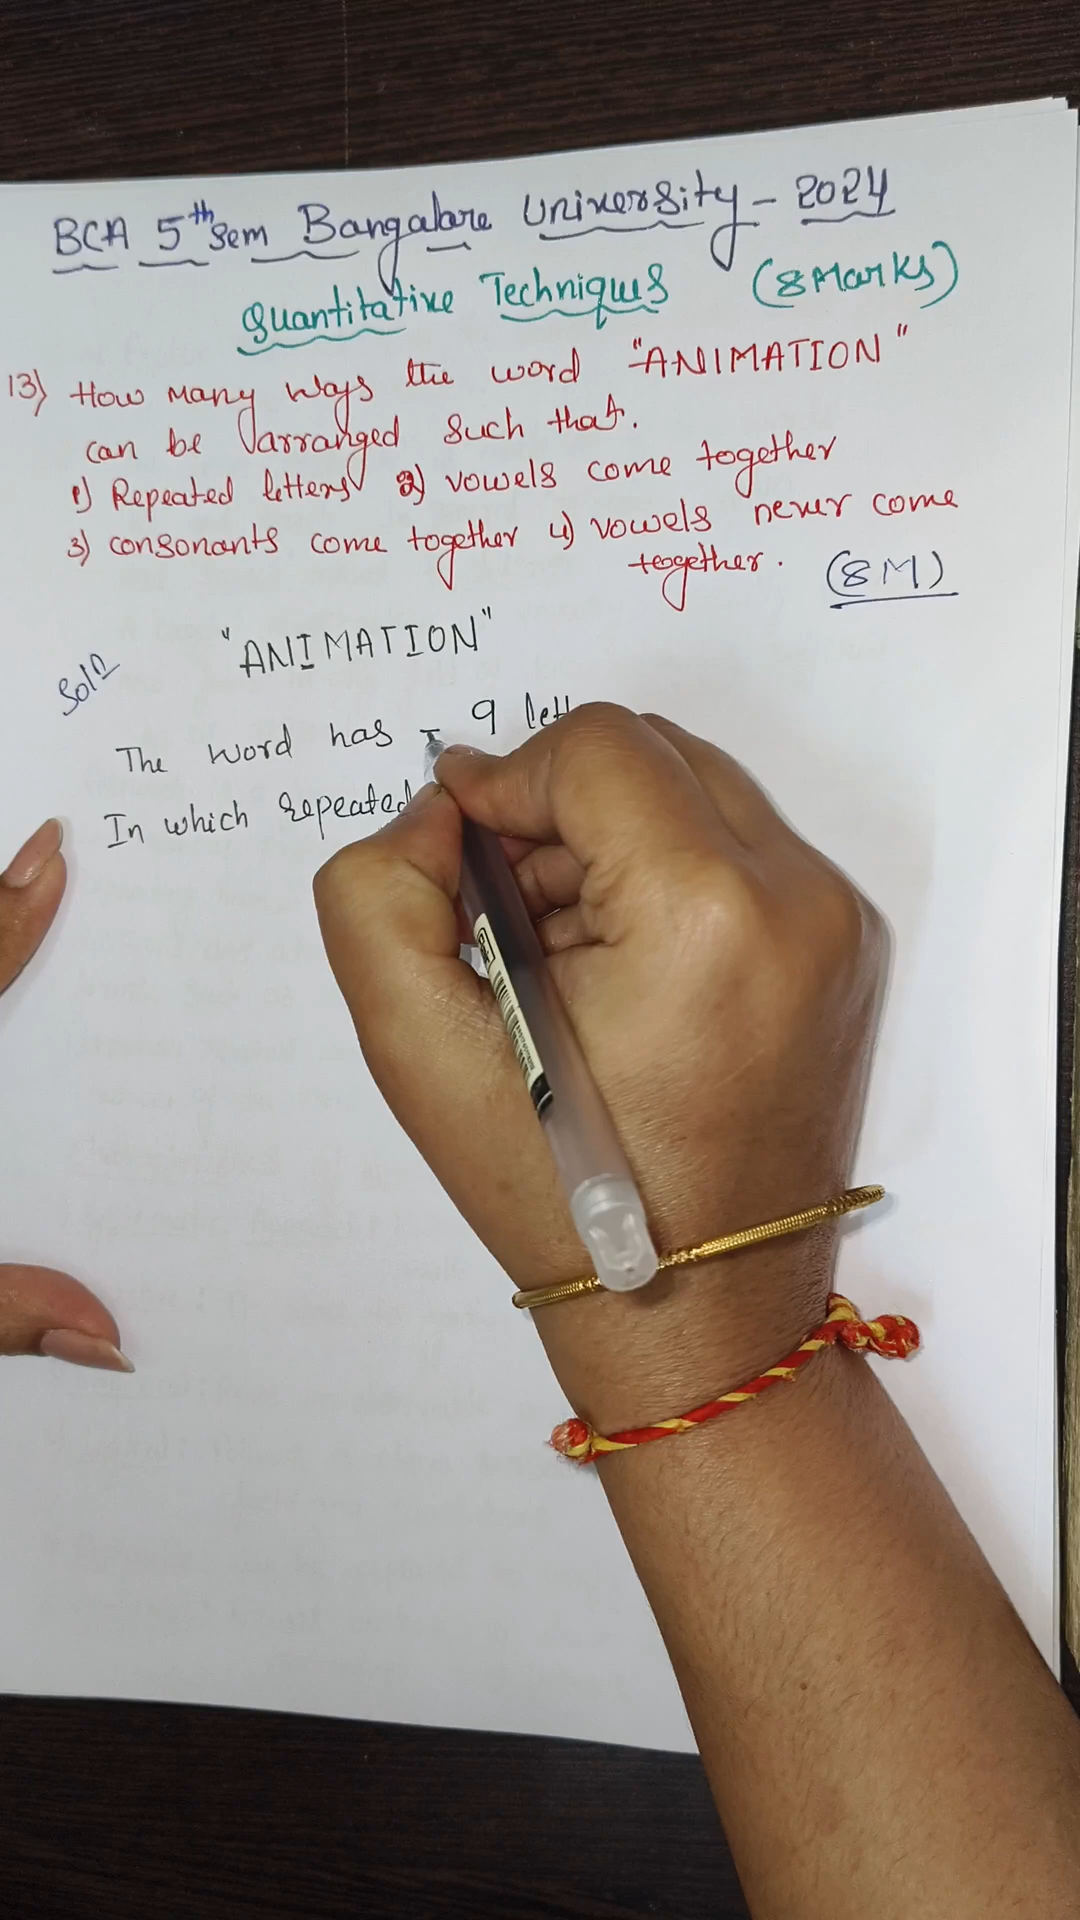 BCA 5th Sem Bangalore University - 2024
Quantitative Techniques (8 Marks)
13) How many ways the word "ANIMATION"
can be arranged such that.
1) Repeated letters 2) vowels come together
3) consonants come together 4) vowels never come
together. (8M)
Soln "ANIMATION"
The word has - 9 lett
In which repeated